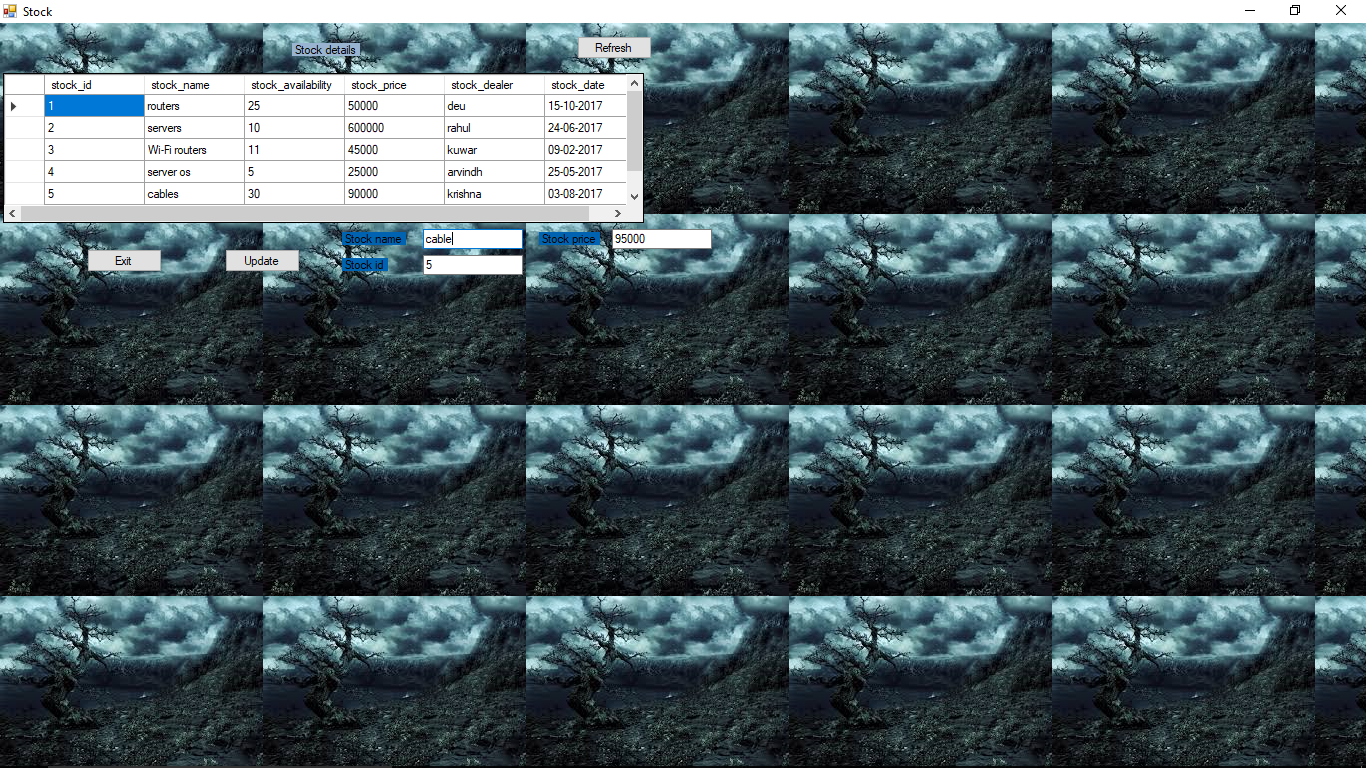 Stock
Stock details
Refresh
stock_id stock_name stock_availability stock_price stock_dealer stock_date
1 routers 25 50000 deu 15-10-2017
2 servers 10 600000 rahul 24-06-2017
3 Wi-Fi routers 11 45000 kuwar 09-02-2017
4 server os 5 25000 arvindh 25-05-2017
5 cables 30 90000 krishna 03-08-2017
Stock name cable Stock price 95000
Exit Update Stock id 5